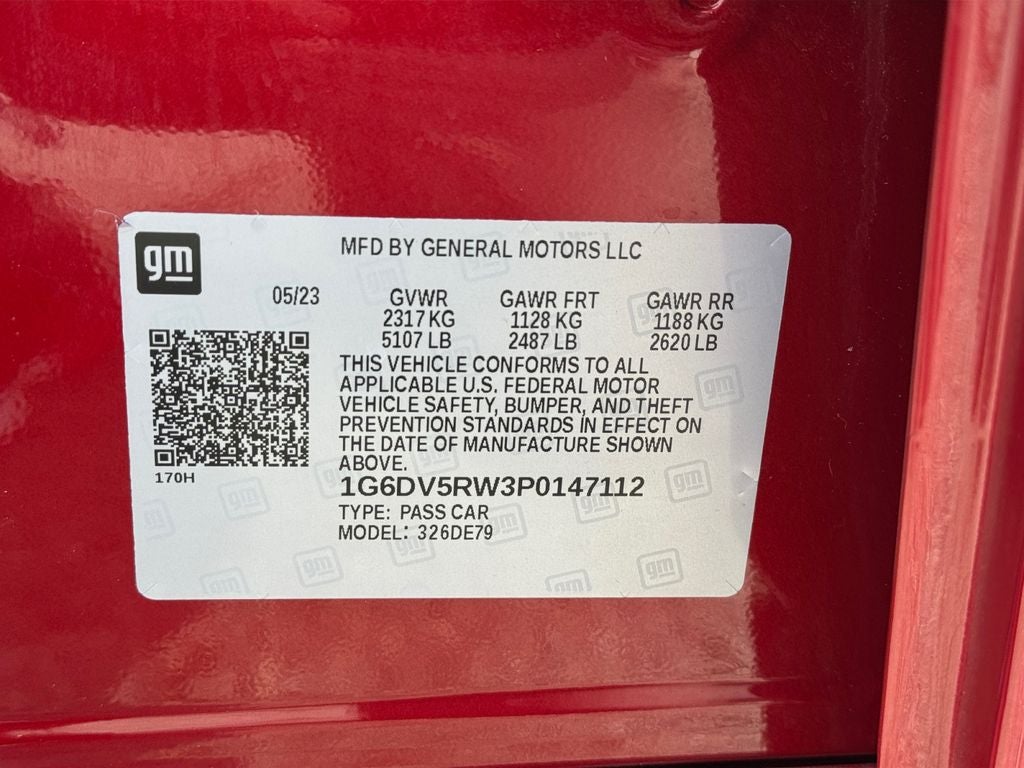 gm
MFD BY GENERAL MOTORS LLC
05/23 GVWR GAWR FRT GAWR RR
2317 KG 1128 KG 1188 KG
5107 LB 2487 LB 2620 LB
THIS VEHICLE CONFORMS TO ALL
APPLICABLE U.S. FEDERAL MOTOR
VEHICLE SAFETY, BUMPER, AND THEFT
PREVENTION STANDARDS IN EFFECT ON
THE DATE OF MANUFACTURE SHOWN
ABOVE.
170H
1G6DV5RW3P0147112
TYPE: PASS CAR
MODEL: 326DE79